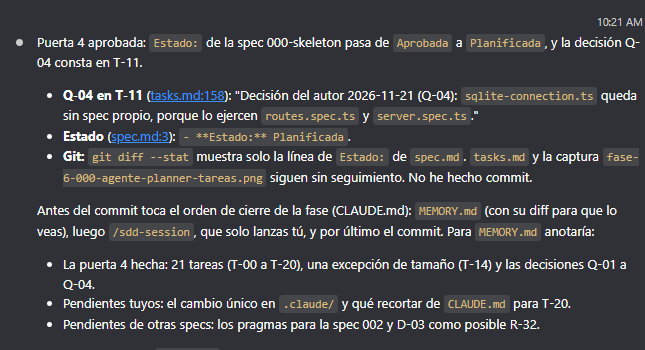 10:21 AM
Puerta 4 aprobada: Estado: de la spec 000-skeleton pasa de Aprobada a Planificada, y la decisión Q-
04 consta en T-11.
Q-04 en T-11 (tasks.md:158): "Decisión del autor 2026-11-21 (Q-04): sqlite-connection.ts queda
sin spec propio, porque lo ejercen routes.spec.ts y server.spec.ts."
Estado (spec.md:3): - **Estado:** Planificada.
Git: git diff --stat muestra solo la línea de Estado: de spec.md. tasks.md y la captura fase-
6-000-agente-planner-tareas.png siguen sin seguimiento. No he hecho commit.
Antes del commit toca el orden de cierre de la fase (CLAUDE.md): MEMORY.md (con su diff para que lo
veas), luego /sdd-session, que solo lanzas tú, y por último el commit. Para MEMORY.md anotaría:
La puerta 4 hecha: 21 tareas (T-00 a T-20), una excepción de tamaño (T-14) y las decisiones Q-01 a
Q-04.
Pendientes tuyos: el cambio único en .claude/ y qué recortar de CLAUDE.md para T-20.
Pendientes de otras specs: los pragmas para la spec 002 y D-03 como posible R-32.